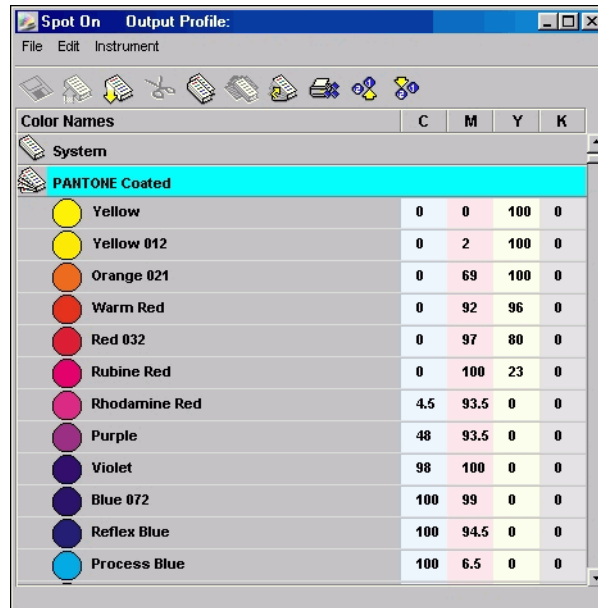 Spot On Output Profile:
File Edit Instrument
Color Names C M Y K
System
PANTONE Coated
Yellow 0 0 100 0
Yellow 012 0 2 100 0
Orange 021 0 69 100 0
Warm Red 0 92 96 0
Red 032 0 97 80 0
Rubine Red 0 100 23 0
Rhodamine Red 4.5 93.5 0 0
Purple 48 93.5 0 0
Violet 98 100 0 0
Blue 072 100 99 0 0
Reflex Blue 100 94.5 0 0
Process Blue 100 6.5 0 0